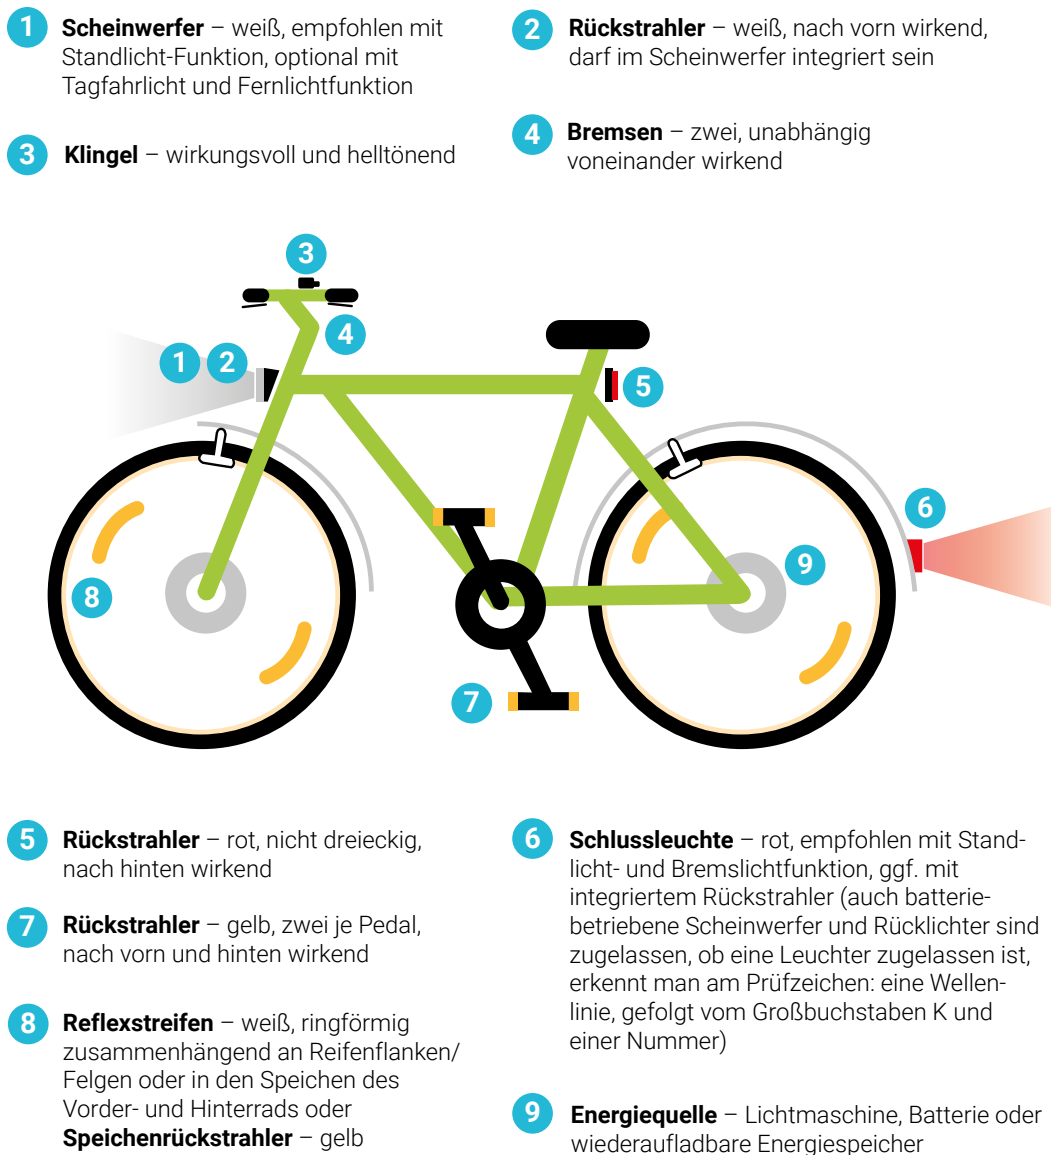 1 Scheinwerfer – weiß, empfohlen mit
Standlicht-Funktion, optional mit
Tagfahrlicht und Fernlichtfunktion
2 Rückstrahler – weiß, nach vorn wirkend,
darf im Scheinwerfer integriert sein
3 Klingel – wirkungsvoll und helltönend
4 Bremsen – zwei, unabhängig
voneinander wirkend
3
4
1 2
5
6
9
8
7
5 Rückstrahler – rot, nicht dreieckig,
nach hinten wirkend
6 Schlussleuchte – rot, empfohlen mit Stand-
licht- und Bremslichtfunktion, ggf. mit
integriertem Rückstrahler (auch batterie-
betriebene Scheinwerfer und Rücklichter sind
zugelassen, ob eine Leuchter zugelassen ist,
erkennt man am Prüfzeichen: eine Wellen-
linie, gefolgt vom Großbuchstaben K und
einer Nummer)
7 Rückstrahler – gelb, zwei je Pedal,
nach vorn und hinten wirkend
8 Reflexstreifen – weiß, ringförmig
zusammenhängend an Reifenflanken/
Felgen oder in den Speichen des
Vorder- und Hinterrads oder
Speichenrückstrahler – gelb
9 Energiequelle – Lichtmaschine, Batterie oder
wiederaufladbare Energiespeicher